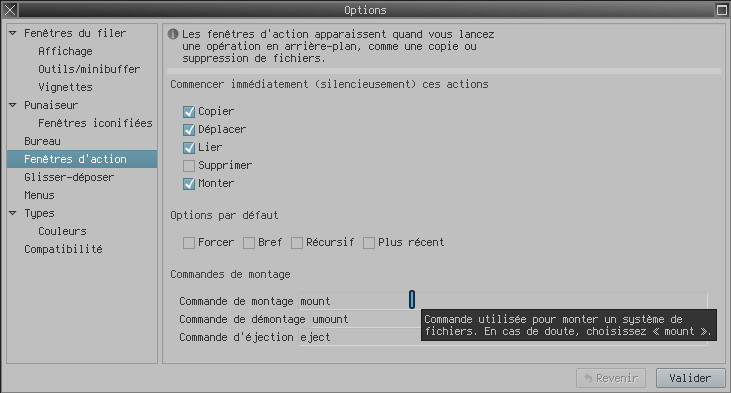 Options
Fenêtres du filer
Affichage
Outils/minibuffer
Vignettes
Punaiseur
Fenêtres iconifiées
Bureau
Fenêtres d'action
Glisser-déposer
Menus
Types
Couleurs
Compatibilité
Les fenêtres d'action apparaissent quand vous lancez
une opération en arrière-plan, comme une copie ou
suppression de fichiers.
Commencer immédiatement (silencieusement) ces actions
Copier
Déplacer
Lier
Supprimer
Monter
Options par défaut
Forcer Bref Récursif Plus récent
Commandes de montage
Commande de montage mount
Commande de démontage umount
Commande d'éjection eject
Commande utilisée pour monter un système de
fichiers. En cas de doute, choisissez « mount ».
Revenir Valider